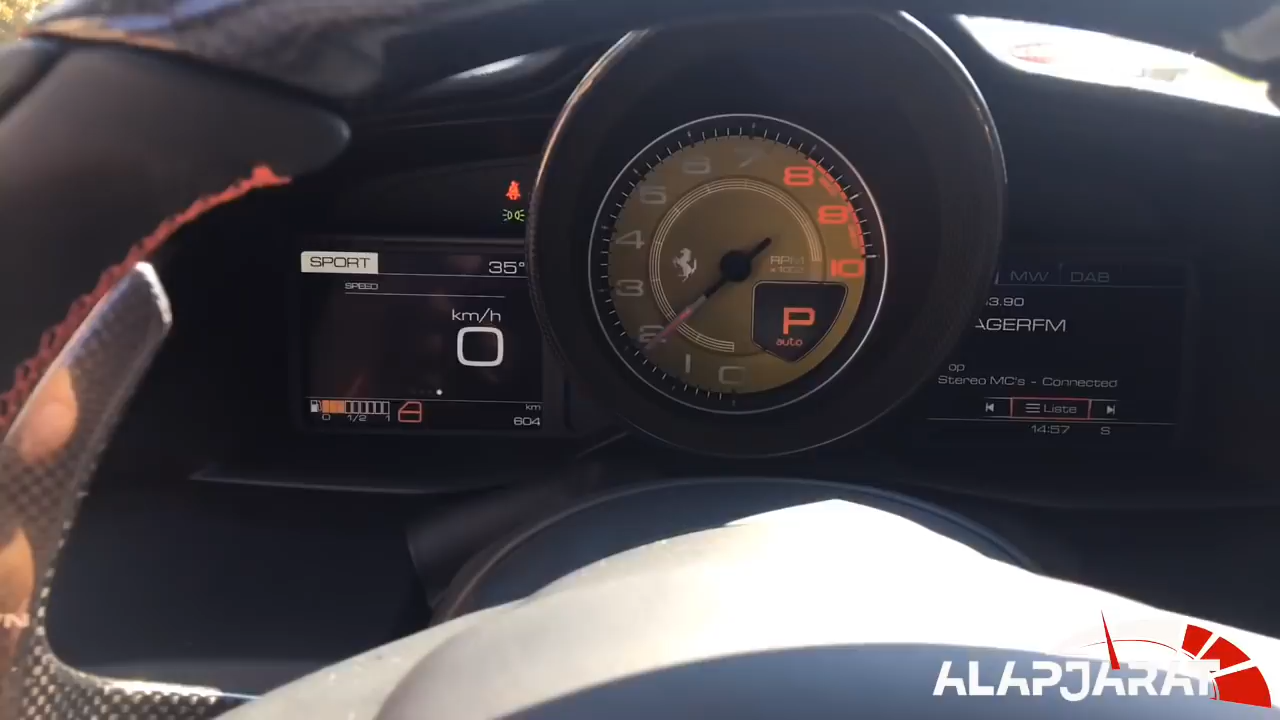 SPORT
35°
SPEED
km/h
0
0 1/2 1
km
604
0
1
2
3
4
5
6
7
8
9
10
RPM
P
auto
MW DAB
3.90
AGERFM
op
Stereo MC's - Connected
Liste
14:57 S
ALAPJARAT